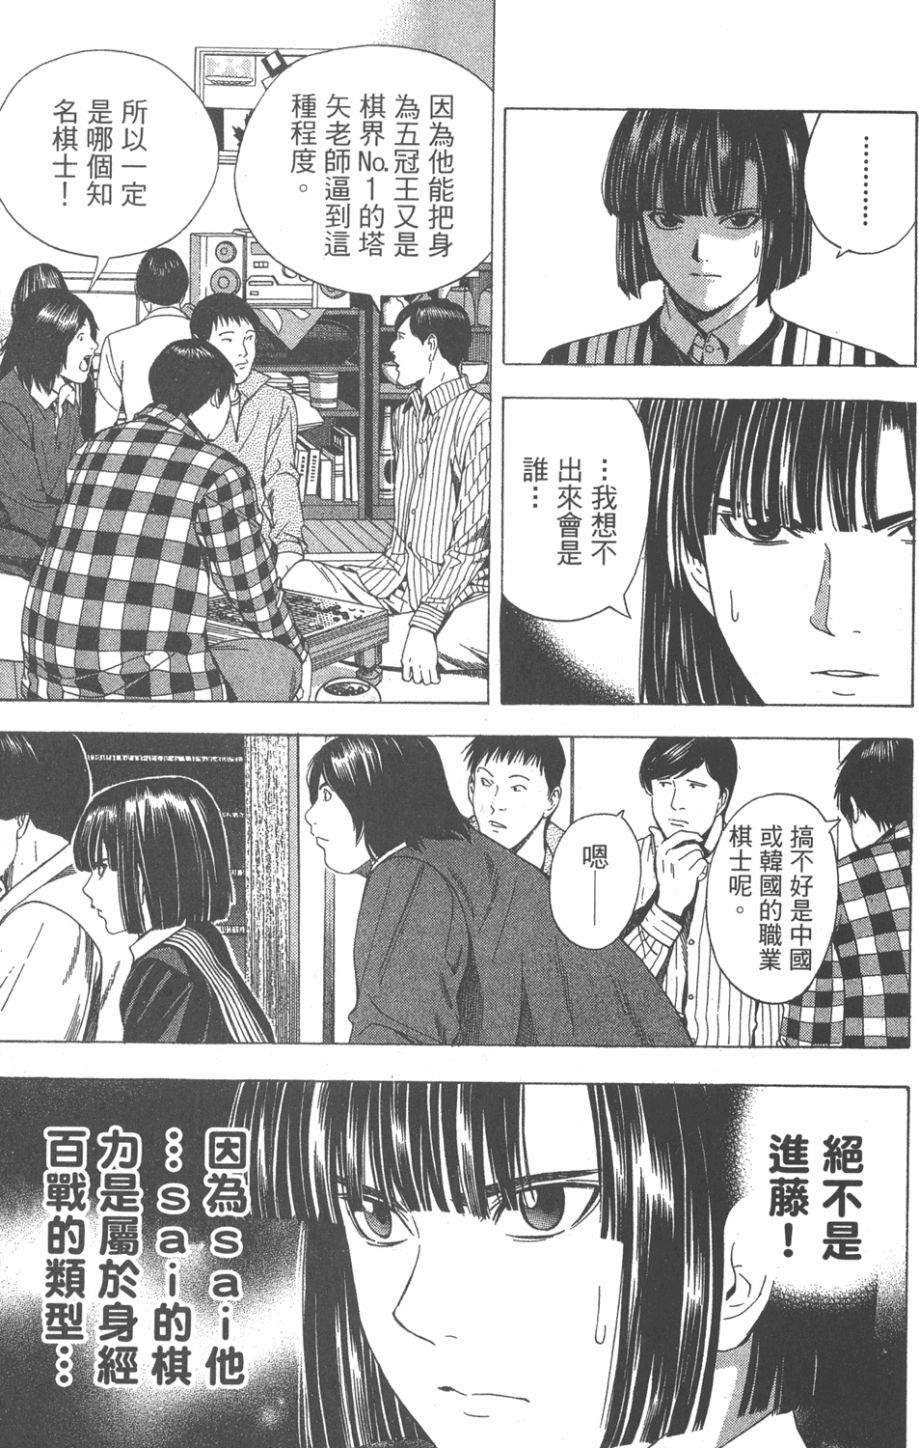 ………
…我想不
出來會是
誰…
因為他能把身
為五冠王又是
棋界No.1的塔
矢老師逼到這
種程度。
所以一定
是哪個知
名棋士！
搞不好是中國
或韓國的職業
棋士呢。
嗯——
絕不是
進藤！
因為sai他
…sai的棋
力是屬於身經
百戰的類型…